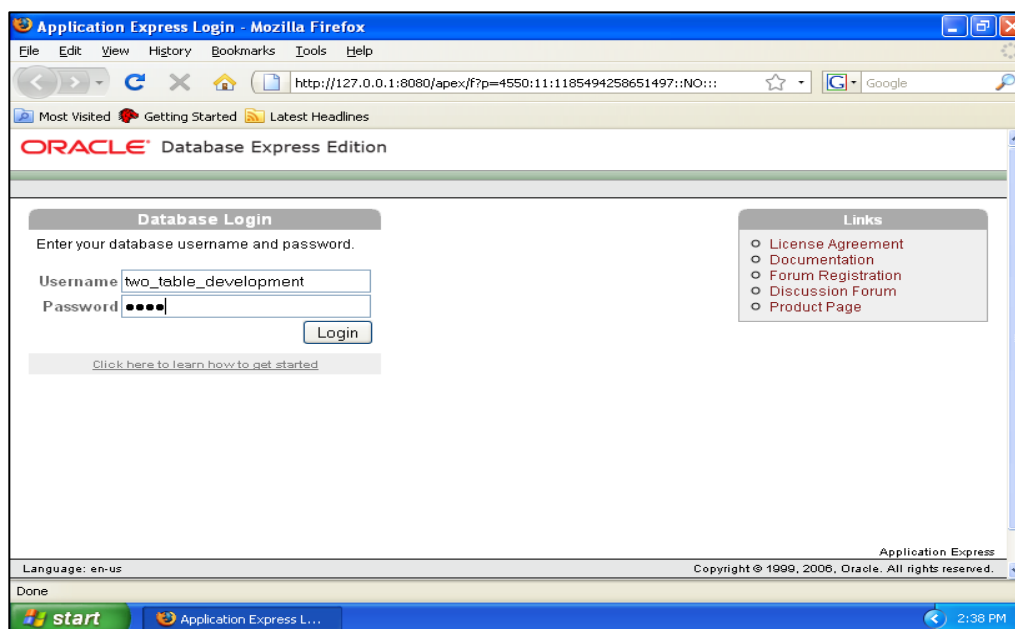 Application Express Login - Mozilla Firefox
File Edit View History Bookmarks Tools Help
http://127.0.0.1:8080/apex/f?p=4550:11:1185494258651497::NO:::
G Google
Most Visited Getting Started Latest Headlines
ORACLE Database Express Edition
Database Login
Enter your database username and password.
Username two_table_development
Password ●●●●
Login
Click here to learn how to get started
Links
License Agreement
Documentation
Forum Registration
Discussion Forum
Product Page
Application Express
Language: en-us
Copyright © 1999, 2006, Oracle. All rights reserved.
Done
start Application Express L... 2:38 PM